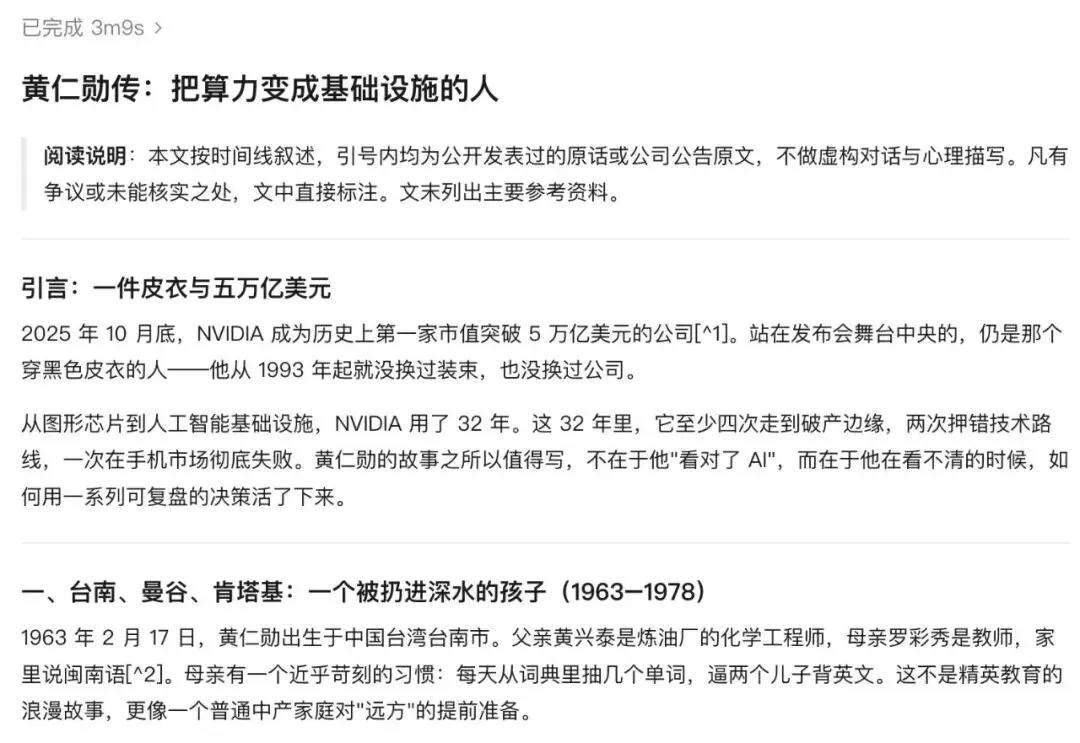 已完成 3m9s >
黄仁勋传：把算力变成基础设施的人
阅读说明：本文按时间线叙述，引号内均为公开发表过的原话或公司公告原文，不做虚构对话与心理描写。凡有
争议或未能核实之处，文中直接标注。文末列出主要参考资料。
引言：一件皮衣与五万亿美元
2025 年 10 月底，NVIDIA 成为历史上第一家市值突破 5 万亿美元的公司[^1]。站在发布会舞台中央的，仍是那个
穿黑色皮衣的人——他从 1993 年起就没换过装束，也没换过公司。
从图形芯片到人工智能基础设施，NVIDIA 用了 32 年。这 32 年里，它至少四次走到破产边缘，两次押错技术路
线，一次在手机市场彻底失败。黄仁勋的故事之所以值得写，不在于他"看对了 AI"，而在于他在看不清的时候，如
何用一系列可复盘的决策活了下来。
一、台南、曼谷、肯塔基：一个被扔进深水的孩子（1963—1978）
1963 年 2 月 17 日，黄仁勋出生于中国台湾台南市。父亲黄兴泰是炼油厂的化学工程师，母亲罗彩秀是教师，家
里说闽南语[^2]。母亲有一个近乎苛刻的习惯：每天从词典里抽几个单词，逼两个儿子背英文。这不是精英教育的
浪漫故事，更像一个普通中产家庭对"远方"的提前准备。